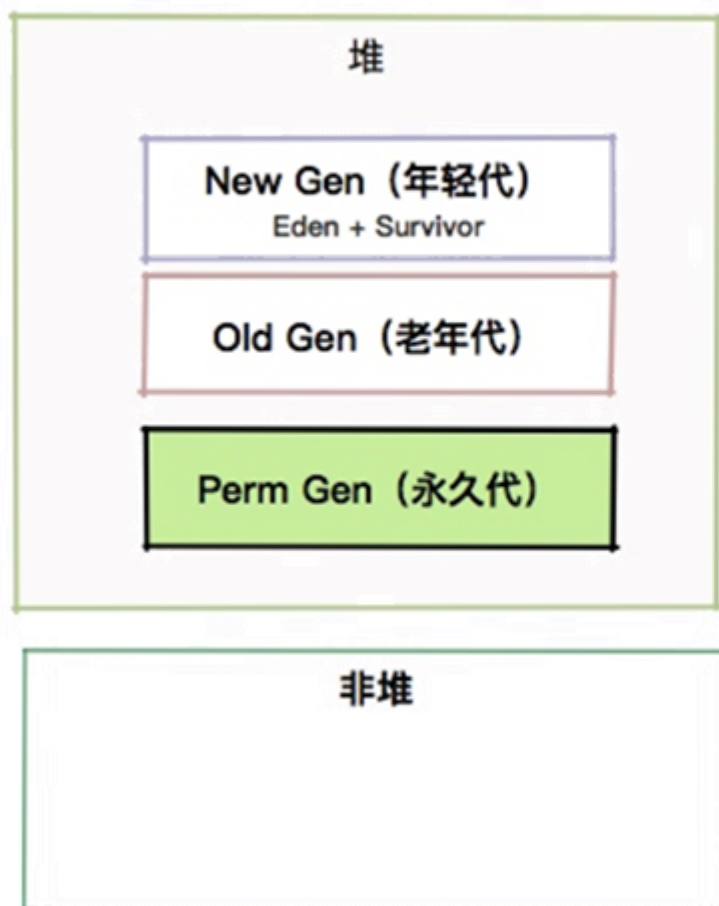 堆
New Gen（年轻代）
Eden + Survivor
Old Gen（老年代）
Perm Gen（永久代）
非堆